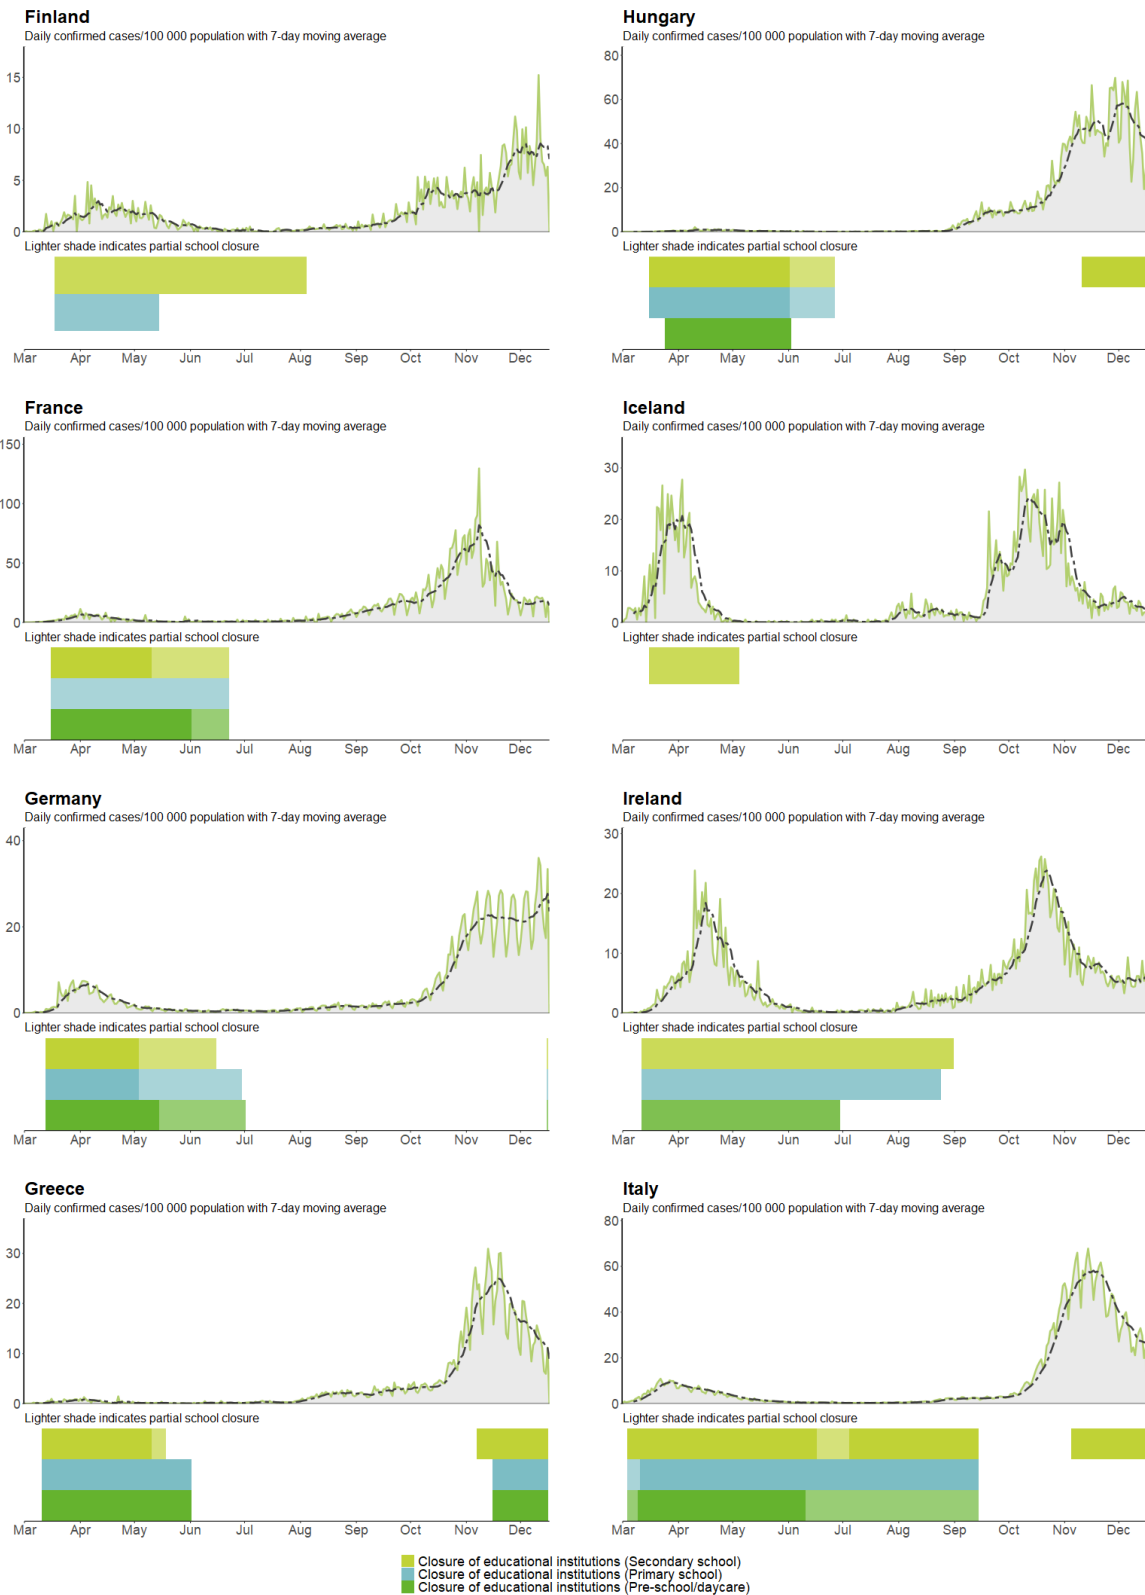 Finland
Daily confirmed cases/100 000 population with 7-day moving average
15
10
5
0
Lighter shade indicates partial school closure
Mar Apr May Jun Jul Aug Sep Oct Nov Dec
Hungary
Daily confirmed cases/100 000 population with 7-day moving average
80
60
40
20
0
Lighter shade indicates partial school closure
Mar Apr May Jun Jul Aug Sep Oct Nov Dec
France
Daily confirmed cases/100 000 population with 7-day moving average
150
100
50
0
Lighter shade indicates partial school closure
Mar Apr May Jun Jul Aug Sep Oct Nov Dec
Iceland
Daily confirmed cases/100 000 population with 7-day moving average
30
20
10
0
Lighter shade indicates partial school closure
Mar Apr May Jun Jul Aug Sep Oct Nov Dec
Germany
Daily confirmed cases/100 000 population with 7-day moving average
40
20
0
Lighter shade indicates partial school closure
Mar Apr May Jun Jul Aug Sep Oct Nov Dec
Ireland
Daily confirmed cases/100 000 population with 7-day moving average
30
20
10
0
Lighter shade indicates partial school closure
Mar Apr May Jun Jul Aug Sep Oct Nov Dec
Greece
Daily confirmed cases/100 000 population with 7-day moving average
30
20
10
0
Lighter shade indicates partial school closure
Mar Apr May Jun Jul Aug Sep Oct Nov Dec
Italy
Daily confirmed cases/100 000 population with 7-day moving average
80
60
40
20
0
Lighter shade indicates partial school closure
Mar Apr May Jun Jul Aug Sep Oct Nov Dec
Closure of educational institutions (Secondary school)
Closure of educational institutions (Primary school)
Closure of educational institutions (Pre-school/daycare)